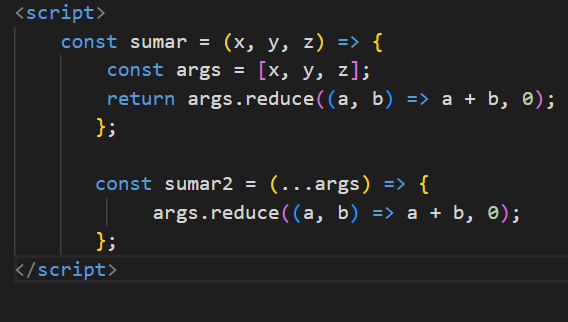 <script>
const sumar = (x, y, z) => {
const args = [x, y, z];
return args.reduce((a, b) => a + b, 0);
};
const sumar2 = (...args) => {
args.reduce((a, b) => a + b, 0);
};
</script>